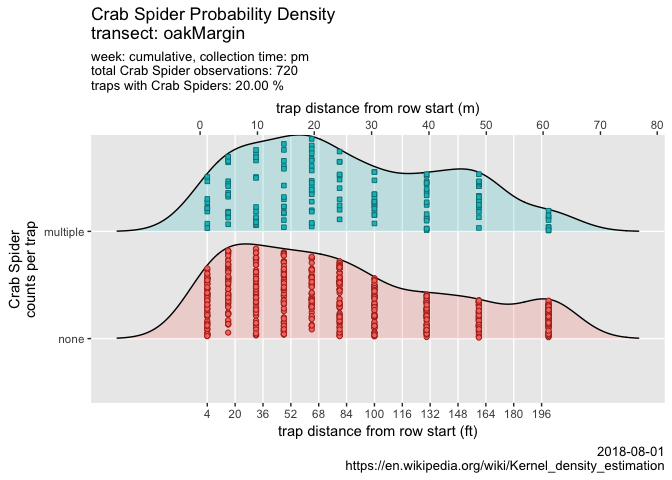 Crab Spider Probability Density
transect: oakMargin
week: cumulative, collection time: pm
total Crab Spider observations: 720
traps with Crab Spiders: 20.00 %
trap distance from row start (m)
0 10 20 30 40 50 60 70 80
Crab Spider
counts per trap
multiple
none
4 20 36 52 68 84 100 116 132 148 164 180 196
trap distance from row start (ft)
2018-08-01
https://en.wikipedia.org/wiki/Kernel_density_estimation